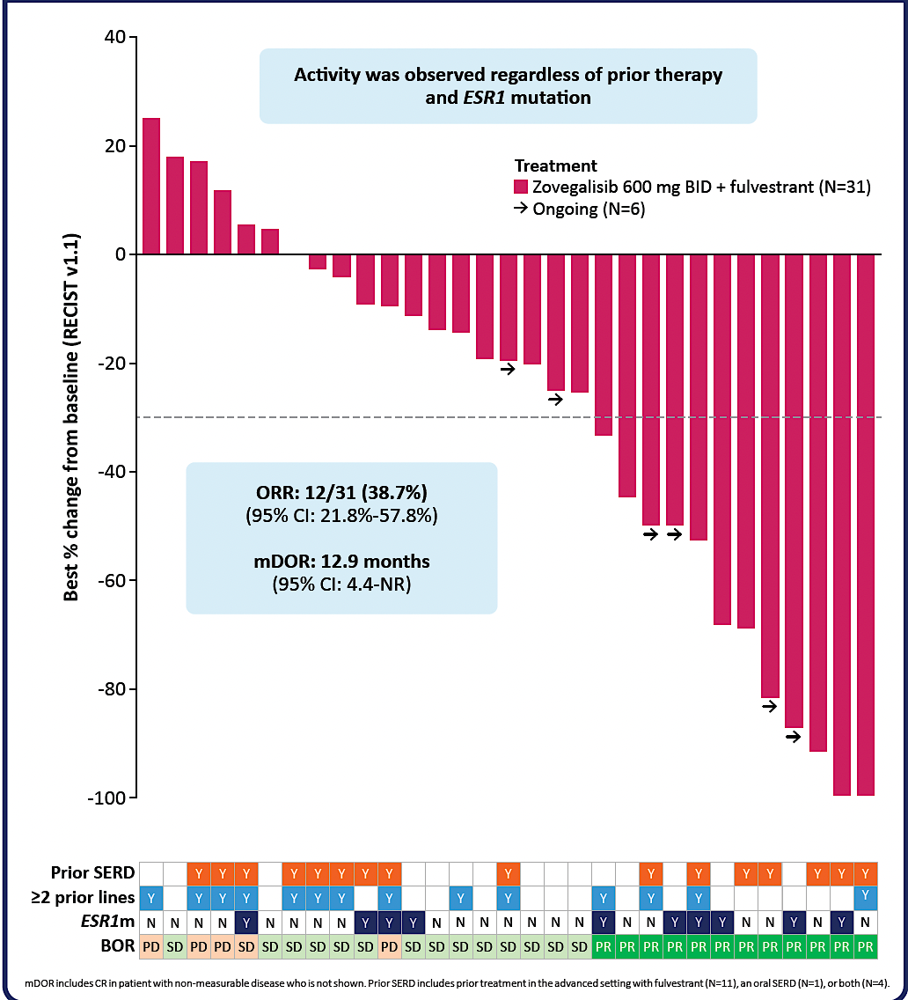 40
20
0
-20
-40
-60
-80
-100
Best % change from baseline (RECIST v1.1)
Activity was observed regardless of prior therapy
and ESR1 mutation
Treatment
Zovegalisib 600 mg BID + fulvestrant (N=31)
→ Ongoing (N=6)
ORR: 12/31 (38.7%)
(95% CI: 21.8%-57.8%)
mDOR: 12.9 months
(95% CI: 4.4-NR)
Prior SERD Y Y Y Y Y Y Y Y Y Y Y Y Y Y Y Y
≥2 prior lines Y Y Y Y Y Y Y Y Y Y Y Y Y Y
ESR1m N N N N Y N N N N Y Y Y N N N N N N N Y N N Y Y Y N N Y N Y N
BOR PD SD PD PD SD SD SD SD SD SD PD SD SD SD SD SD SD SD SD PR PR PR PR PR PR PR PR PR PR PR PR
mDOR includes CR in patient with non-measurable disease who is not shown. Prior SERD includes prior treatment in the advanced setting with fulvestrant (N=11), an oral SERD (N=1), or both (N=4).